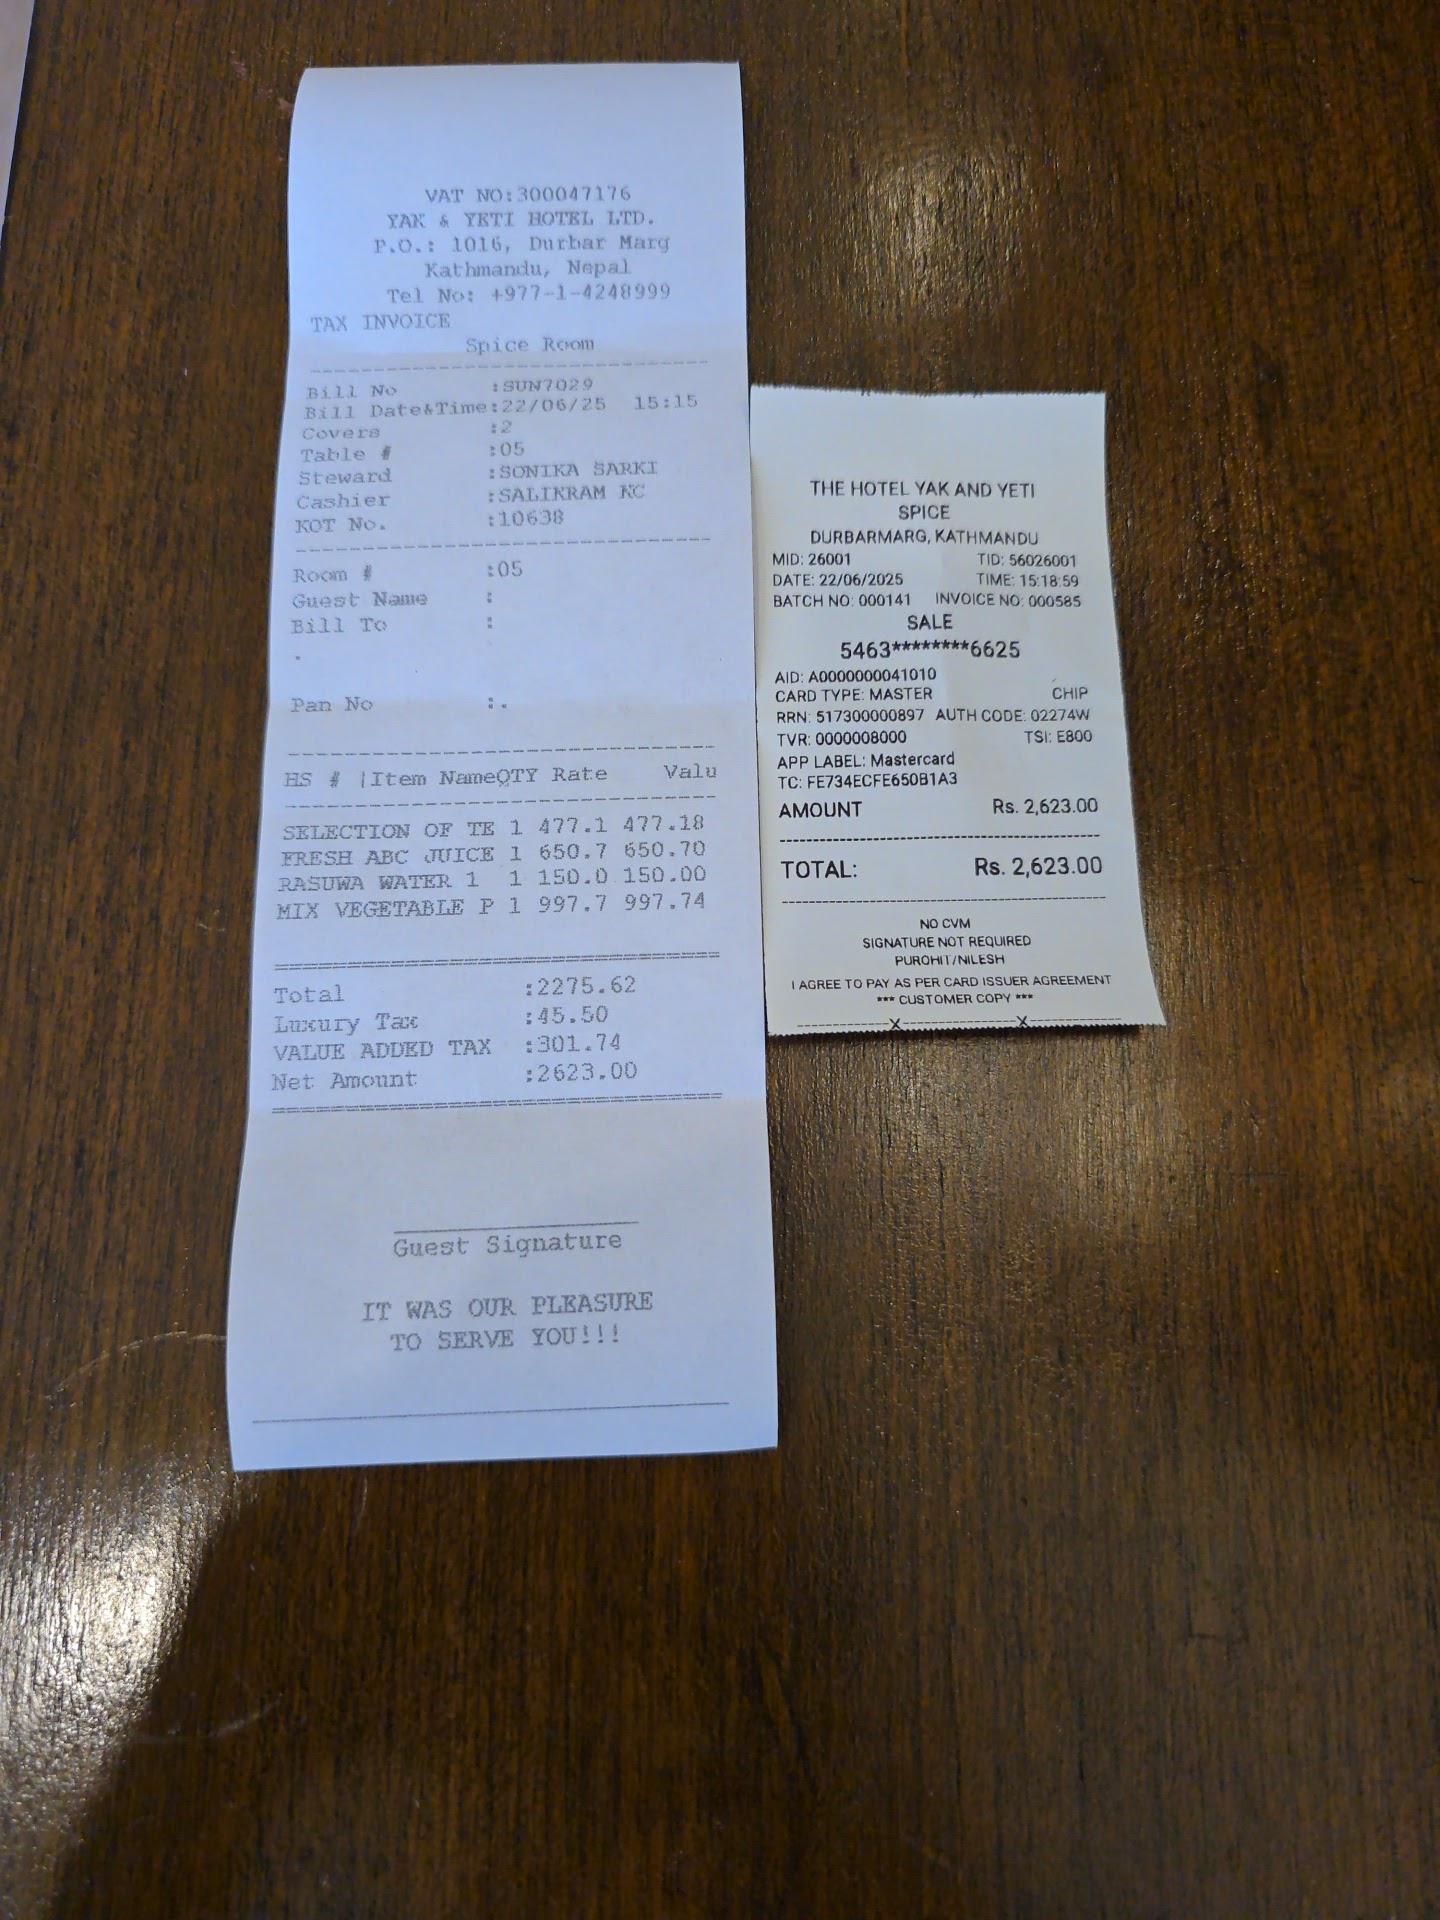 VAT NO:300047176
YAK & YETI HOTEL LTD.
P.O.: 1016, Durbar Marg
Kathmandu, Nepal
Tel No: +977-1-4248999
TAX INVOICE
Spice Room
Bill No :SUN7029
Bill Date&Time:22/06/25 15:15
Covers :2
Table # :05
Steward :SONIKA SARKI
Cashier :SALIKRAM KC
KOT No. :10638
Room # :05
Guest Name :
Bill To :
.
Pan No :.
HS # |Item NameQTY Rate Valu
SELECTION OF TE 1 477.1 477.18
FRESH ABC JUICE 1 650.7 650.70
RASUWA WATER 1 1 150.0 150.00
MIX VEGETABLE P 1 997.7 997.74
Total :2275.62
Luxury Tax :45.50
VALUE ADDED TAX :301.74
Net Amount :2623.00
Guest Signature
IT WAS OUR PLEASURE
TO SERVE YOU!!!
THE HOTEL YAK AND YETI
SPICE
DURBARMARG, KATHMANDU
MID: 26001 TID: 56026001
DATE: 22/06/2025 TIME: 15:18:59
BATCH NO: 000141 INVOICE NO: 000585
SALE
5463********6625
AID: A0000000041010
CARD TYPE: MASTER CHIP
RRN: 517300000897 AUTH CODE: 02274W
TVR: 0000008000 TSI: E800
APP LABEL: Mastercard
TC: FE734ECFE650B1A3
AMOUNT Rs. 2,623.00
TOTAL: Rs. 2,623.00
NO CVM
SIGNATURE NOT REQUIRED
PUROHIT/NILESH
I AGREE TO PAY AS PER CARD ISSUER AGREEMENT
*** CUSTOMER COPY ***
---------------X--------------------X---------------